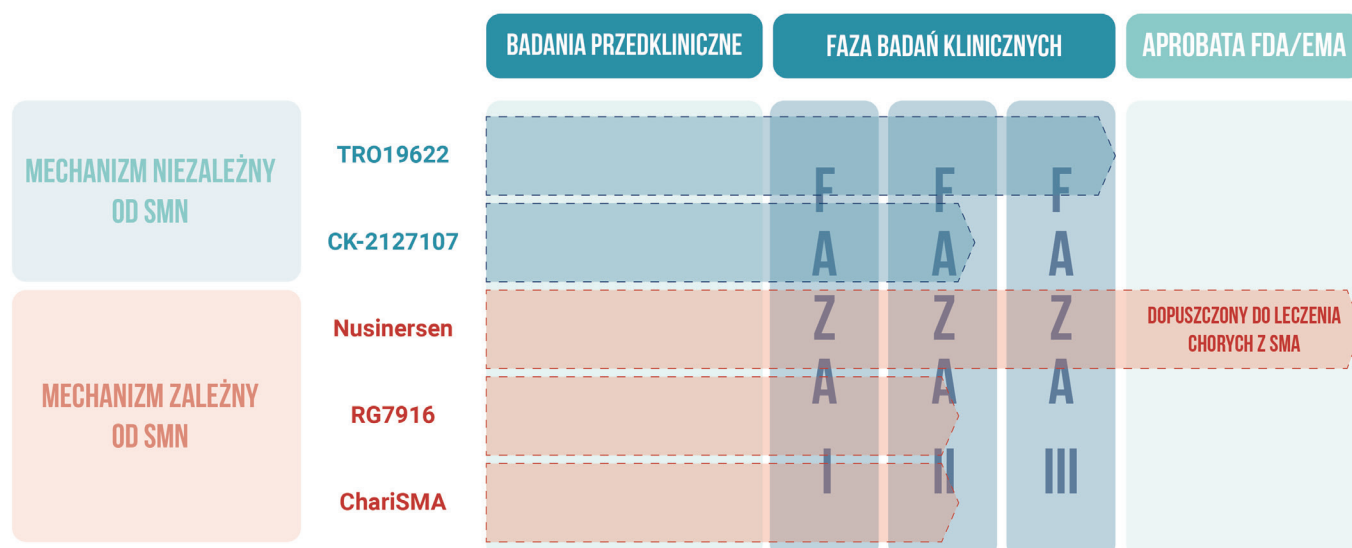 BADANIA PRZEDKLINICZNE
FAZA BADAŃ KLINICZNYCH
APROBATA FDA/EMA
MECHANIZM NIEZALEŻNY
OD SMN
TRO19622
CK-2127107
MECHANIZM ZALEŻNY
OD SMN
Nusinersen
RG7916
ChariSMA
FAZA I
FAZA II
FAZA III
DOPUSZCZONY DO LECZENIA
CHORYCH Z SMA